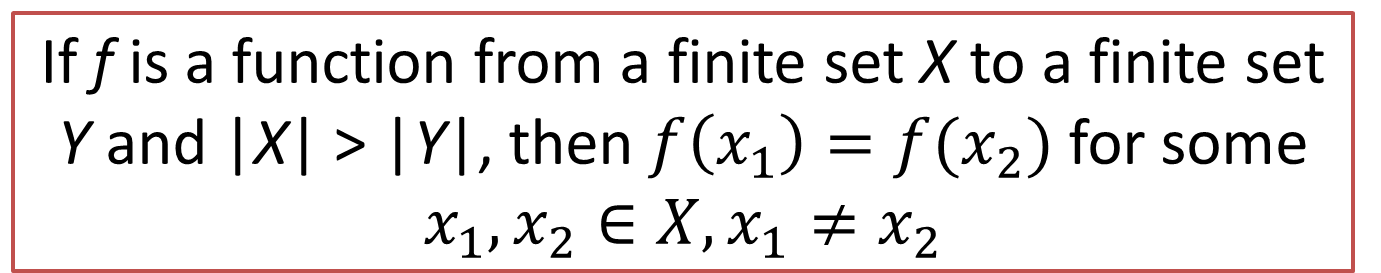 If f is a function from a finite set X to a finite set
Y and |X| > |Y|, then f(x₁) = f(x₂) for some
x₁, x₂ ∈ X, x₁ ≠ x₂